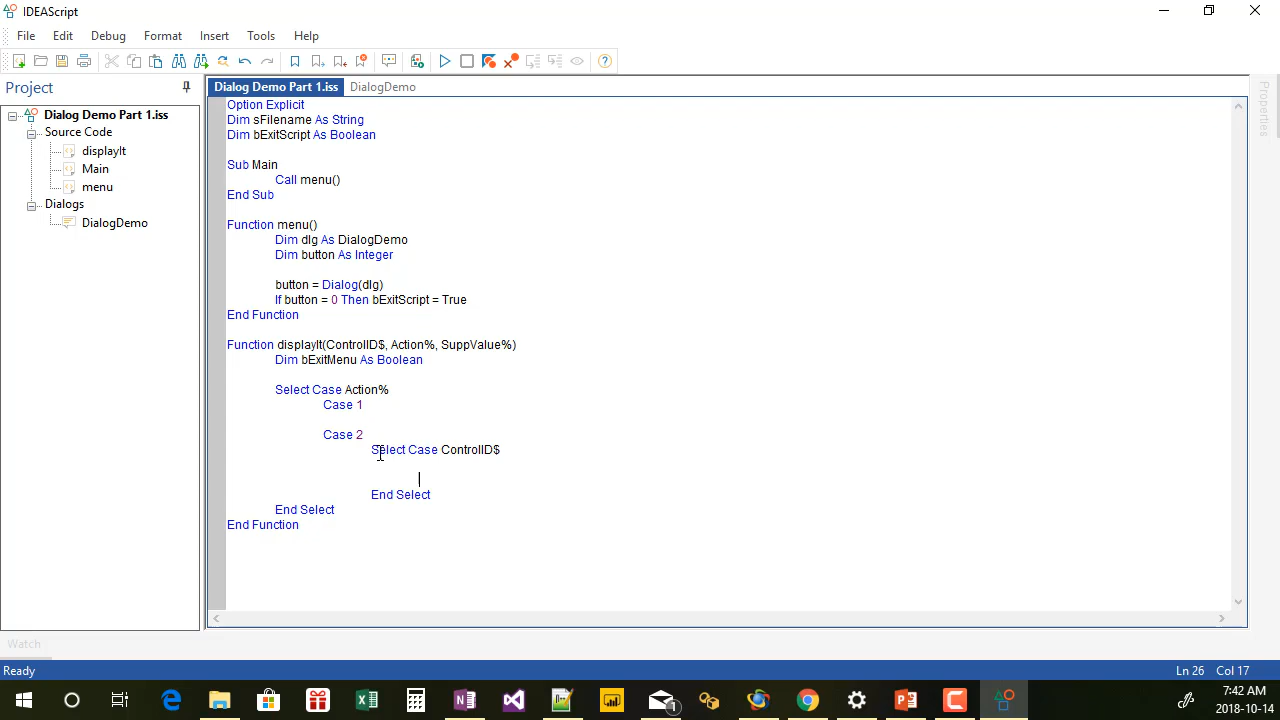 IDEAScript
File Edit Debug Format Insert Tools Help
Project
Dialog Demo Part 1.iss
Source Code
displayIt
Main
menu
Dialogs
DialogDemo
Dialog Demo Part 1.iss DialogDemo
Option Explicit
Dim sFilename As String
Dim bExitScript As Boolean
Sub Main
Call menu()
End Sub
Function menu()
Dim dlg As DialogDemo
Dim button As Integer
button = Dialog(dlg)
If button = 0 Then bExitScript = True
End Function
Function displayIt(ControlID$, Action%, SuppValue%)
Dim bExitMenu As Boolean
Select Case Action%
Case 1
Case 2
Select Case ControlID$
End Select
End Select
End Function
Properties
Watch
Ready
Ln 26 Col 17
1
7:42 AM
2018-10-14